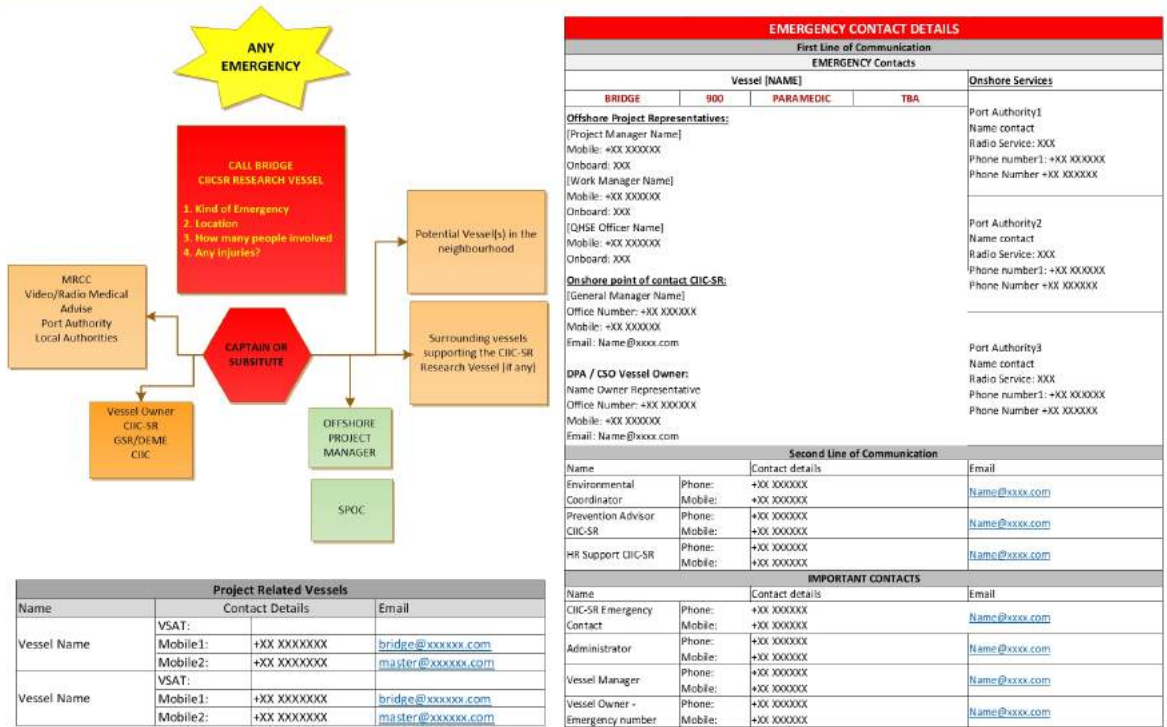 ANY
EMERGENCY
CALL BRIDGE
CIICSR RESEARCH VESSEL
1. Kind of Emergency
2. Location
3. How many people involved
4. Any injuries?
Potential Vessel(s) in the
neighbourhood
MRCC
Video/Radio Medical
Advise
Port Authority
Local Authorities
CAPTAIN OR
SUBSITUTE
Surrounding vessels
supporting the CIIC-SR
Research Vessel (if any)
Vessel Owner
CIIC-SR
GSR/DEME
CIIC
OFFSHORE
PROJECT
MANAGER
SPOC
Project Related Vessels
Name Contact Details Email
Vessel Name
VSAT:
Mobile1: +XX XXXXXXX bridge@xxxxxx.com
Mobile2: +XX XXXXXXX master@xxxxxx.com
Vessel Name
VSAT:
Mobile1: +XX XXXXXXX bridge@xxxxxx.com
Mobile2: +XX XXXXXXX master@xxxxxx.com
EMERGENCY CONTACT DETAILS
First Line of Communication
EMERGENCY Contacts
Vessel [NAME] Onshore Services
BRIDGE 900 PARAMEDIC TBA
Offshore Project Representatives:
[Project Manager Name]
Mobile: +XX XXXXXX
Onboard: XXX
[Work Manager Name]
Mobile: +XX XXXXXX
Onboard: XXX
[QHSE Officer Name]
Mobile: +XX XXXXXX
Onboard: XXX
Onshore point of contact CIIC-SR:
[General Manager Name]
Office Number: +XX XXXXXX
Mobile: +XX XXXXXX
Email: Name@xxxx.com
DPA / CSO Vessel Owner:
Name Owner Representative
Office Number: +XX XXXXXX
Mobile: +XX XXXXXX
Email: Name@xxxx.com
Port Authority1
Name contact
Radio Service: XXX
Phone number1: +XX XXXXXX
Phone Number +XX XXXXXX
Port Authority2
Name contact
Radio Service: XXX
Phone number1: +XX XXXXXX
Phone Number +XX XXXXXX
Port Authority3
Name contact
Radio Service: XXX
Phone number1: +XX XXXXXX
Phone Number +XX XXXXXX
Second Line of Communication
Name Contact details Email
Environmental Phone: +XX XXXXXX
Coordinator Mobile: +XX XXXXXX Name@xxxx.com
Prevention Advisor Phone: +XX XXXXXX
CIIC-SR Mobile: +XX XXXXXX Name@xxxx.com
HR Support CIIC-SR Phone: +XX XXXXXX
Mobile: +XX XXXXXX Name@xxxx.com
IMPORTANT CONTACTS
Name Contact details Email
CIIC-SR Emergency Phone: +XX XXXXXX
Contact Mobile: +XX XXXXXX Name@xxxx.com
Administrator Phone: +XX XXXXXX
Mobile: +XX XXXXXX Name@xxxx.com
Vessel Manager Phone: +XX XXXXXX
Mobile: +XX XXXXXX Name@xxxx.com
Vessel Owner - Phone: +XX XXXXXX
Emergency number Mobile: +XX XXXXXX Name@xxxx.com